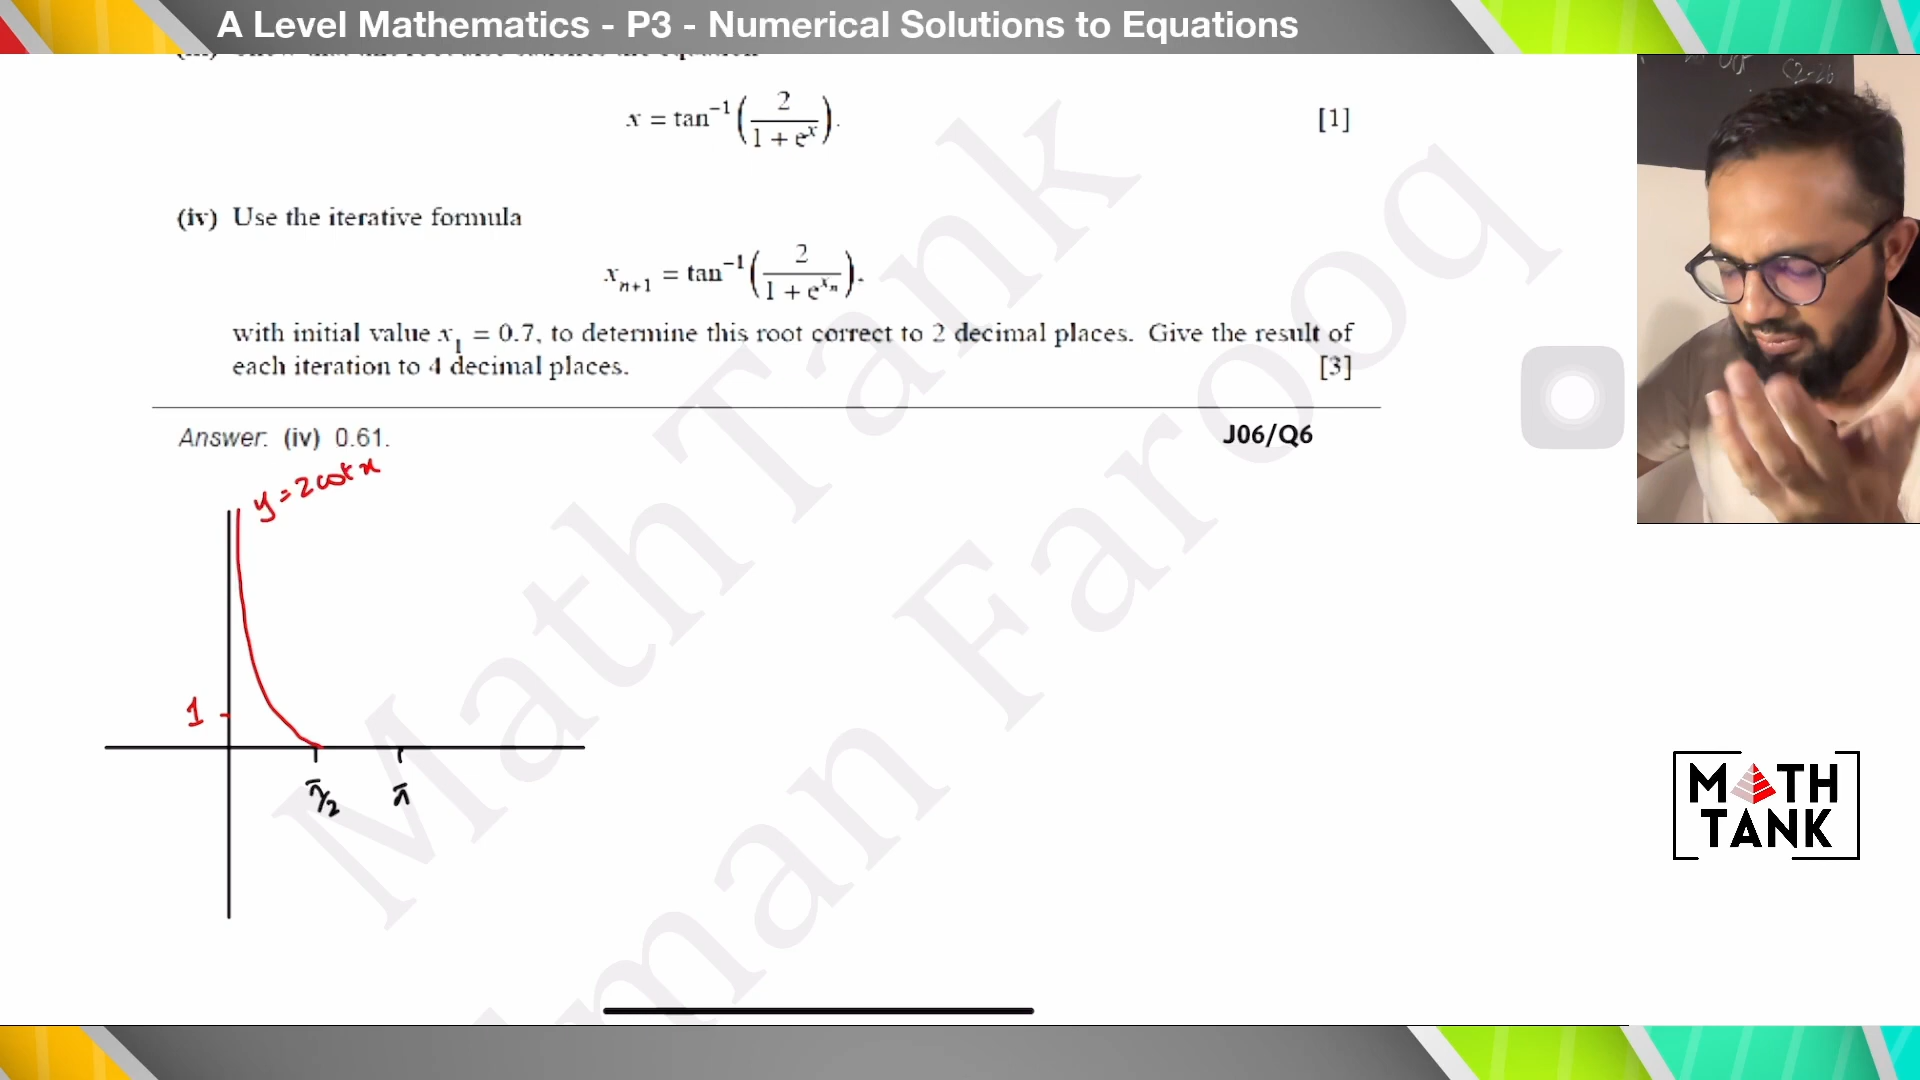 A Level Mathematics - P3 - Numerical Solutions to Equations
x = tan⁻¹(2/(1 + eˣ)). [1]
(iv) Use the iterative formula
xₙ₊₁ = tan⁻¹(2/(1 + e^(xₙ))).
with initial value x₁ = 0.7, to determine this root correct to 2 decimal places. Give the result of
each iteration to 4 decimal places. [3]
Answer: (iv) 0.61. J06/Q6
y = 2cot x
1
π/2 π
MathTank
man Farooq
MATH
TANK